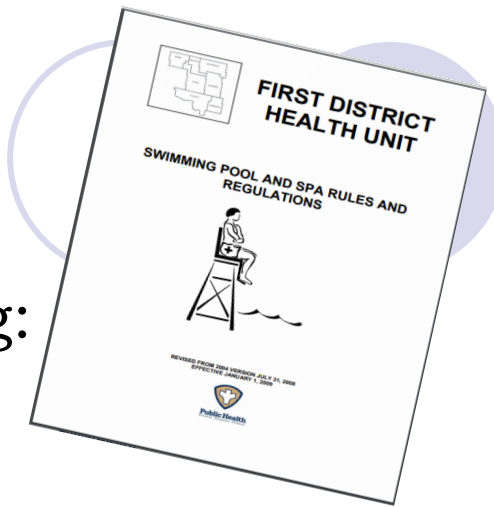 FIRST DISTRICT
HEALTH UNIT
SWIMMING POOL AND SPA RULES AND
REGULATIONS
g:
REVISED FROM 2004 VERSION JULY 31, 2008
EFFECTIVE JANUARY 1, 2009
Public Health